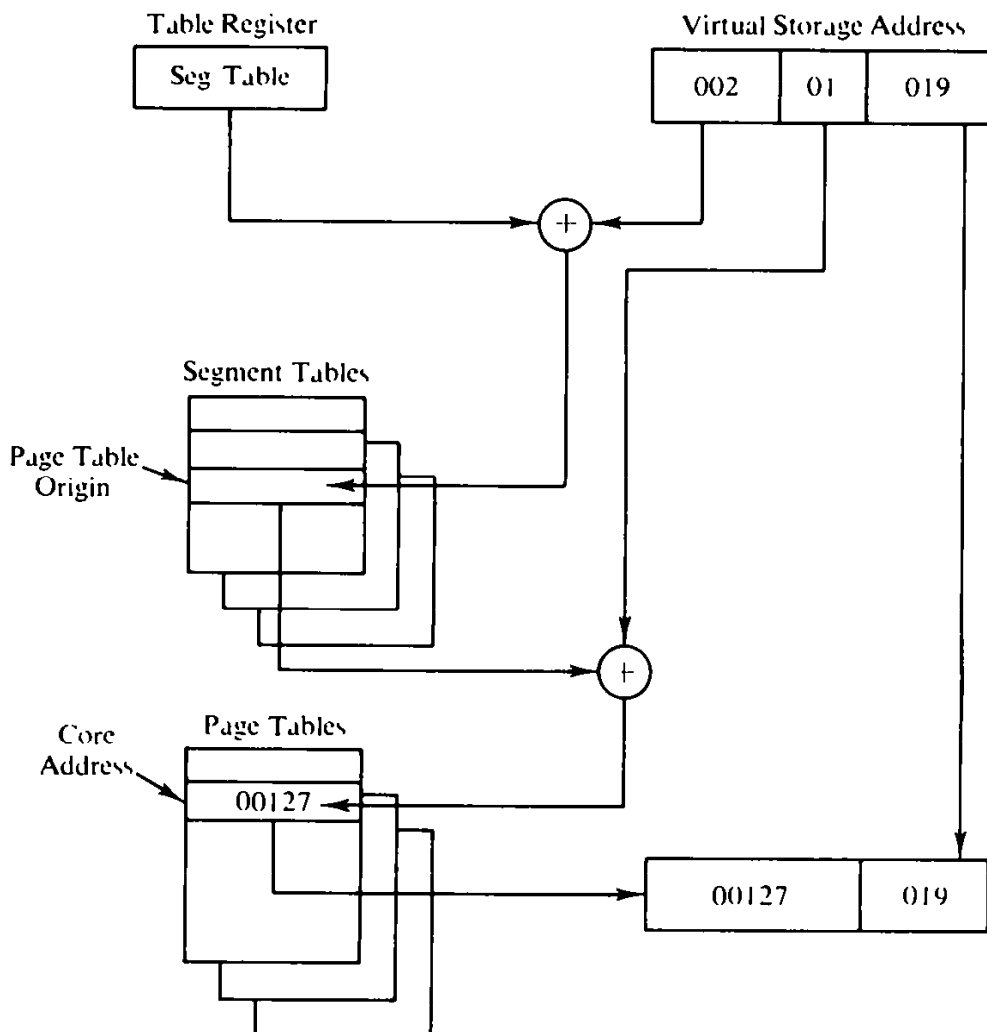 Table Register
Seg Table
Virtual Storage Address
002 01 019
+
Segment Tables
Page Table
Origin
+
Page Tables
Core
Address
00127
00127 019